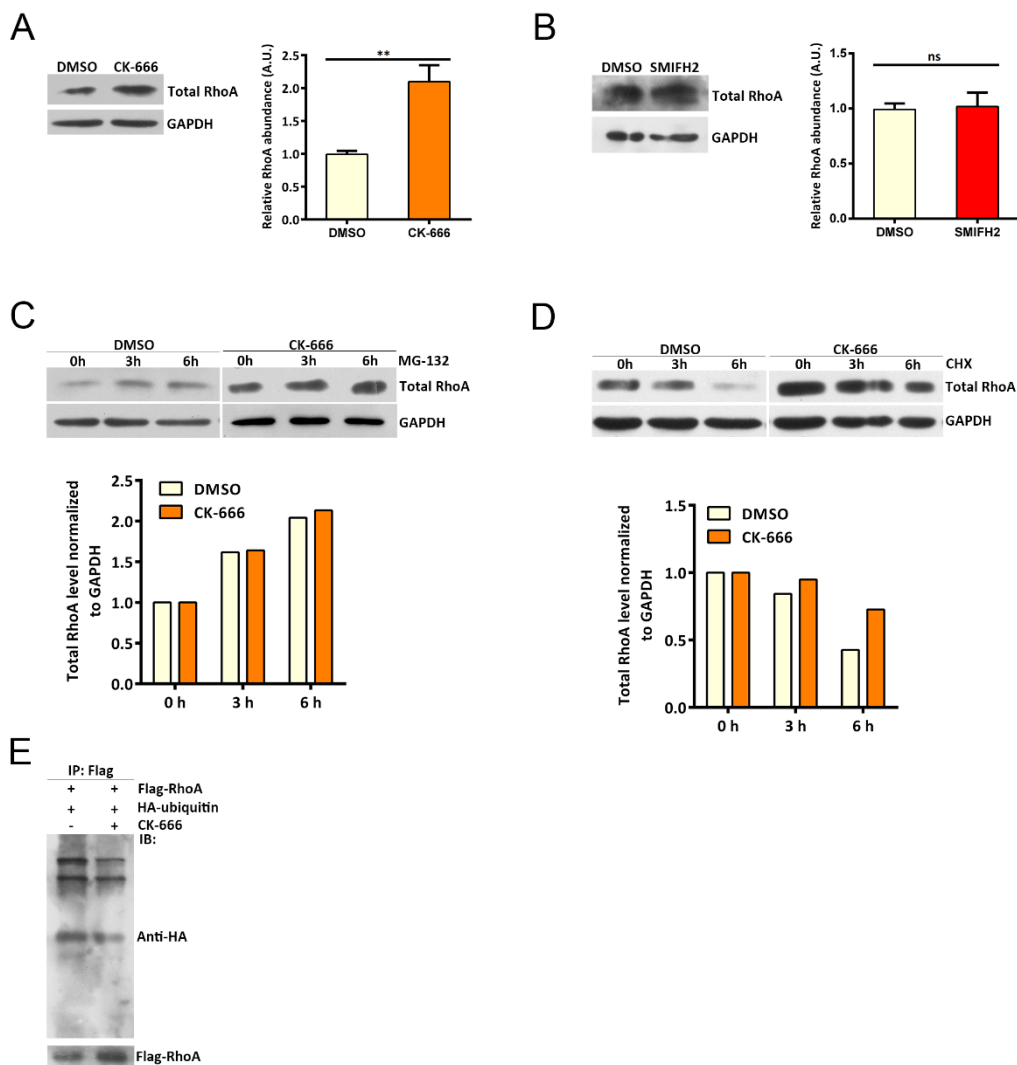 A
DMSO CK-666
Total RhoA
GAPDH
Relative RhoA abundance (A.U.)
**
2.5
2.0
1.5
1.0
0.5
0.0
DMSO CK-666
B
DMSO SMIFH2
Total RhoA
GAPDH
Relative RhoA abundance (A.U.)
ns
1.5
1.0
0.5
0.0
DMSO SMIFH2
C
DMSO CK-666
0h 3h 6h 0h 3h 6h MG-132
Total RhoA
GAPDH
Total RhoA level normalized
to GAPDH
2.5
2.0
1.5
1.0
0.5
0.0
DMSO
CK-666
0 h 3 h 6 h
D
DMSO CK-666
0h 3h 6h 0h 3h 6h CHX
Total RhoA
GAPDH
Total RhoA level normalized
to GAPDH
1.5
1.0
0.5
0.0
DMSO
CK-666
0 h 3 h 6 h
E
IP: Flag
+ + Flag-RhoA
+ + HA-ubiquitin
- + CK-666
IB:
Anti-HA
Flag-RhoA